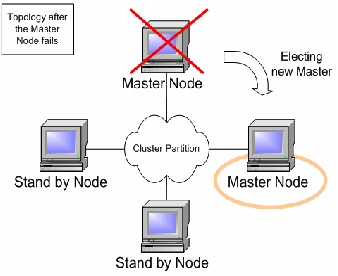 Topology after
the Master
Node fails
Electing
new Master
Master Node
Cluster Partition
Stand by Node
Master Node
Stand by Node